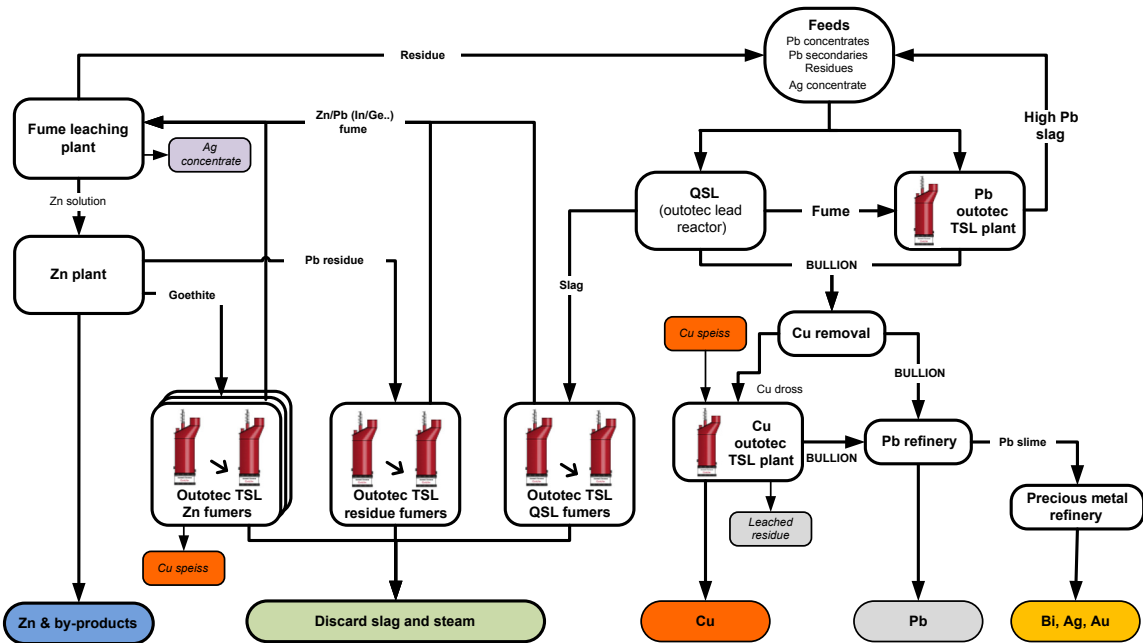 Feeds
Pb concentrates
Pb secondaries
Residues
Ag concentrate
Residue
Zn/Pb (In/Ge..)
fume
High Pb
slag
Fume leaching
plant
Ag
concentrate
Zn solution
QSL
(outotec lead
reactor)
Fume
Pb
outotec
TSL plant
Zn plant
Pb residue
Goethite
Slag
BULLION
Cu speiss
Cu removal
Cu dross
BULLION
Outotec TSL
Zn fumers
Outotec TSL
residue fumers
Outotec TSL
QSL fumers
Cu
outotec
TSL plant
BULLION
Pb refinery
Pb slime
Precious metal
refinery
Leached
residue
Cu speiss
Zn & by-products
Discard slag and steam
Cu
Pb
Bi, Ag, Au